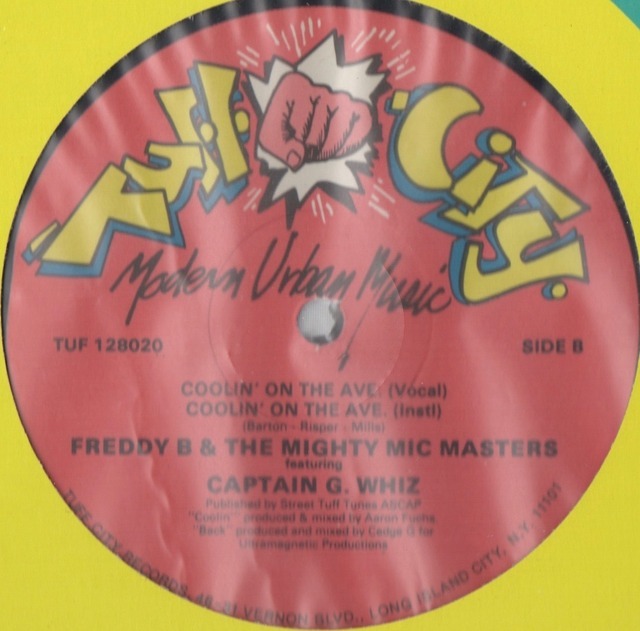 Tuff City
Modern Urban Music
TUF 128020
SIDE B
COOLIN' ON THE AVE. (Vocal)
COOLIN' ON THE AVE. (Inst)
(Barton - Risper - Mills)
FREDDY B & THE MIGHTY MIC MASTERS
featuring
CAPTAIN G. WHIZ
Published by Street Tuff Tunes ASCAP
"Coolin'" produced & mixed by Aaron Fuchs
"Back" produced and mixed by Cedge G for
Ultramagnetic Productions
TUFF CITY RECORDS, VERNON BLVD., LONG ISLAND CITY, N.Y. 11101